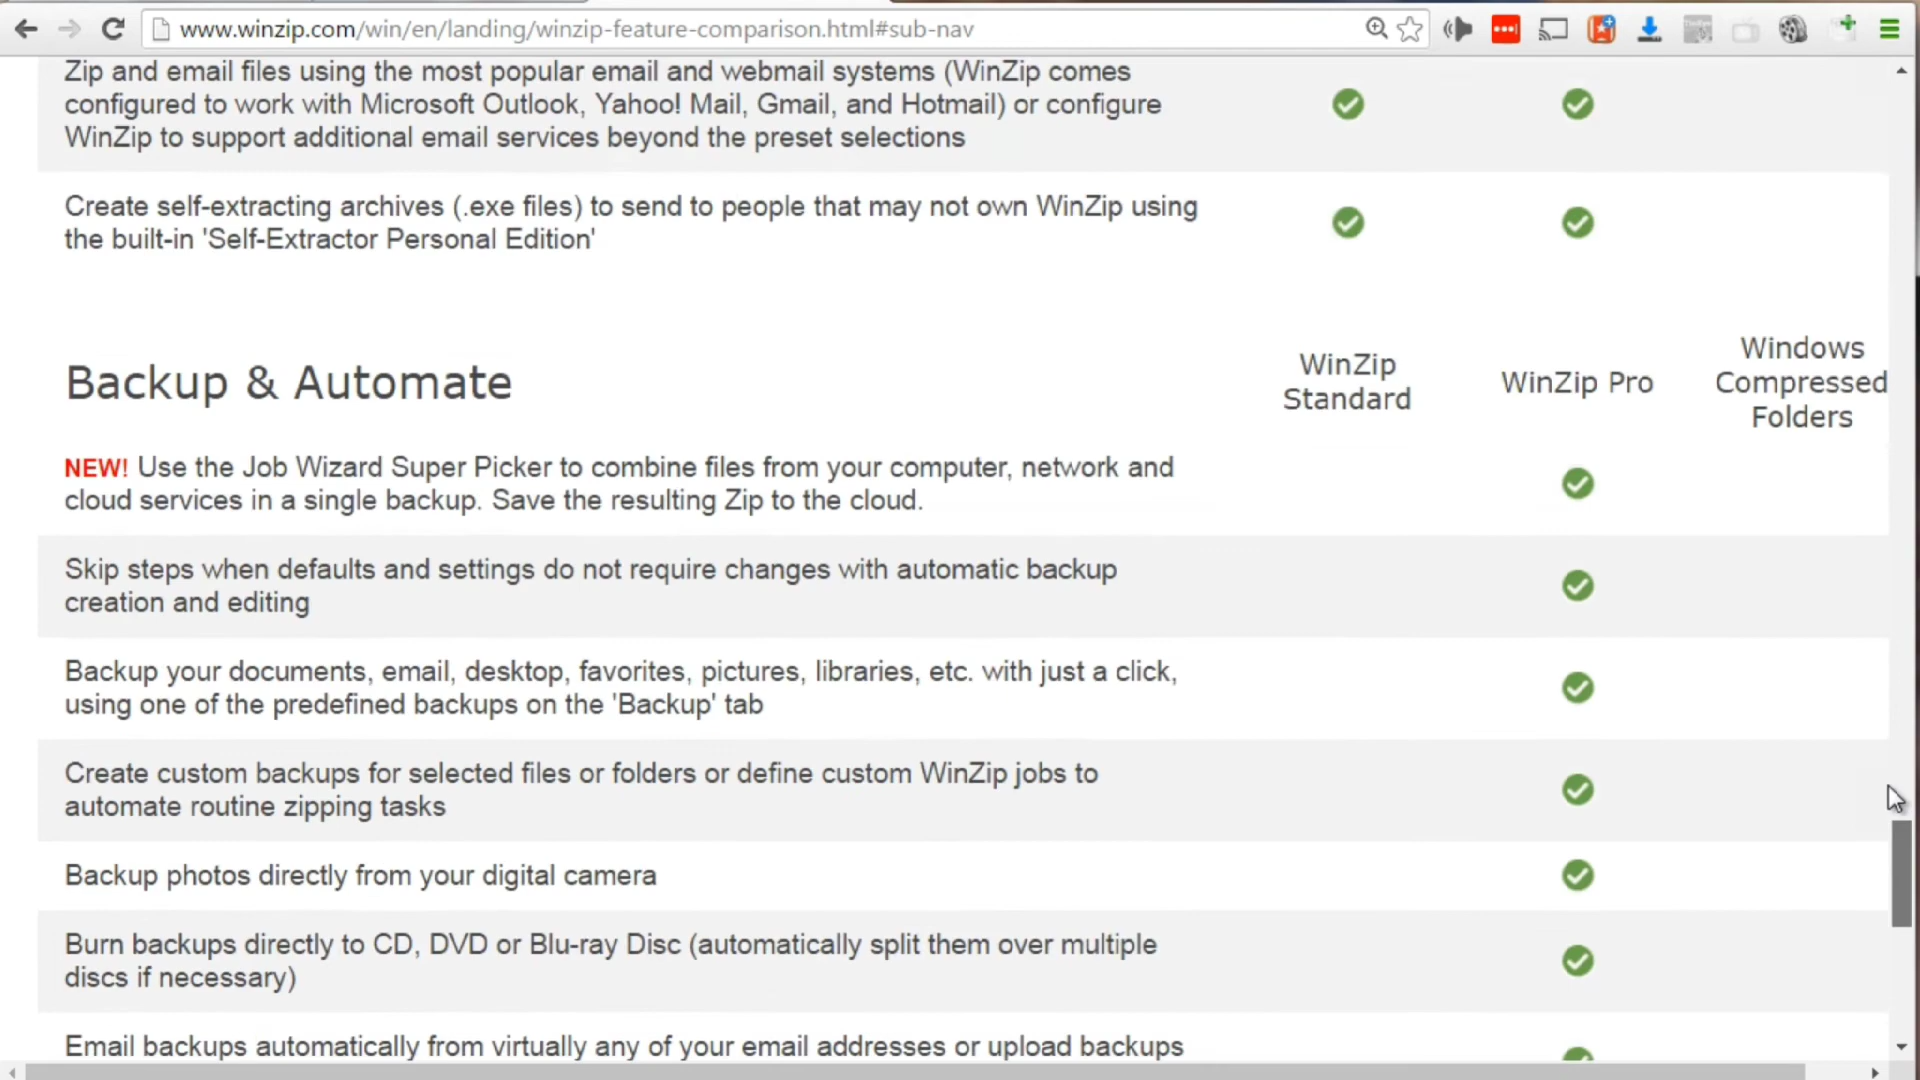 www.winzip.com/win/en/landing/winzip-feature-comparison.html#sub-nav
Zip and email files using the most popular email and webmail systems (WinZip comes
configured to work with Microsoft Outlook, Yahoo! Mail, Gmail, and Hotmail) or configure
WinZip to support additional email services beyond the preset selections
Create self-extracting archives (.exe files) to send to people that may not own WinZip using
the built-in 'Self-Extractor Personal Edition'
Backup & Automate
WinZip
Standard
WinZip Pro
Windows
Compressed
Folders
NEW! Use the Job Wizard Super Picker to combine files from your computer, network and
cloud services in a single backup. Save the resulting Zip to the cloud.
Skip steps when defaults and settings do not require changes with automatic backup
creation and editing
Backup your documents, email, desktop, favorites, pictures, libraries, etc. with just a click,
using one of the predefined backups on the 'Backup' tab
Create custom backups for selected files or folders or define custom WinZip jobs to
automate routine zipping tasks
Backup photos directly from your digital camera
Burn backups directly to CD, DVD or Blu-ray Disc (automatically split them over multiple
discs if necessary)
Email backups automatically from virtually any of your email addresses or upload backups